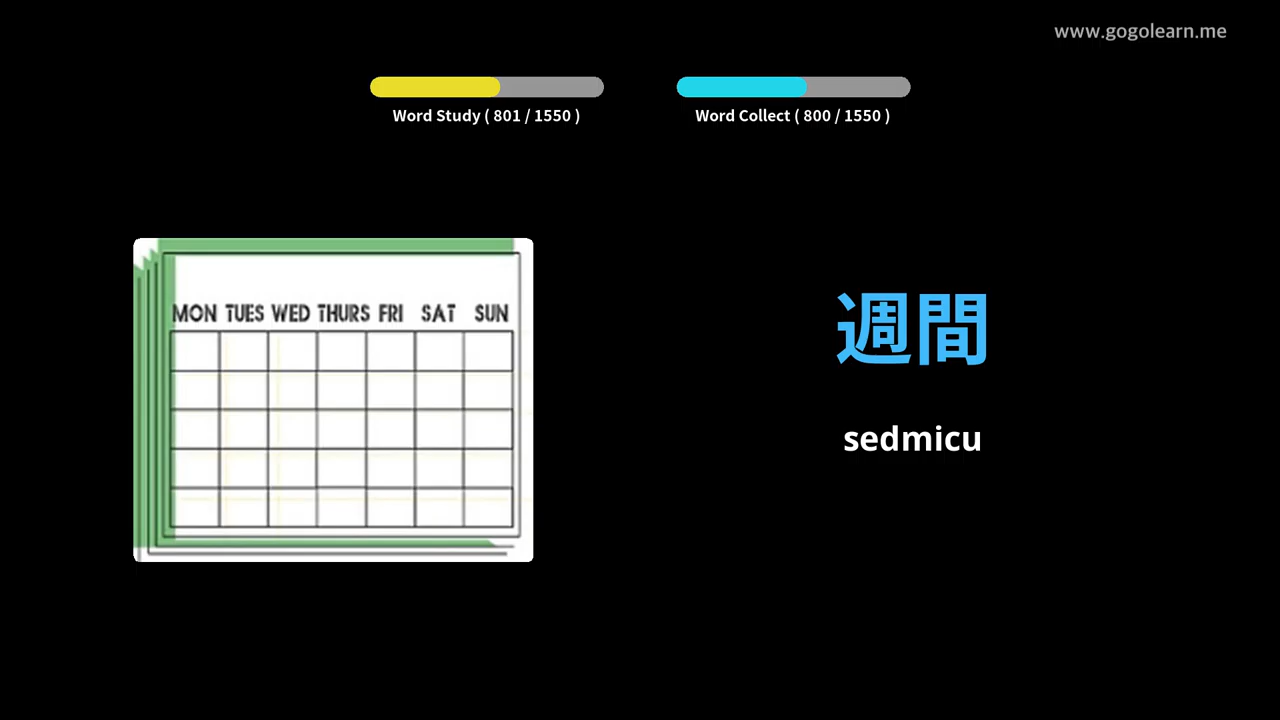 www.gogolearn.me
Word Study ( 801 / 1550 )
Word Collect ( 800 / 1550 )
MON TUES WED THURS FRI SAT SUN
週間
sedmicu